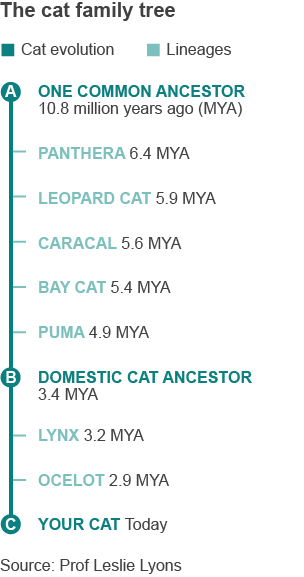 The cat family tree
Cat evolution Lineages
A ONE COMMON ANCESTOR
10.8 million years ago (MYA)
PANTHERA 6.4 MYA
LEOPARD CAT 5.9 MYA
CARACAL 5.6 MYA
BAY CAT 5.4 MYA
PUMA 4.9 MYA
B DOMESTIC CAT ANCESTOR
3.4 MYA
LYNX 3.2 MYA
OCELOT 2.9 MYA
C YOUR CAT Today
Source: Prof Leslie Lyons